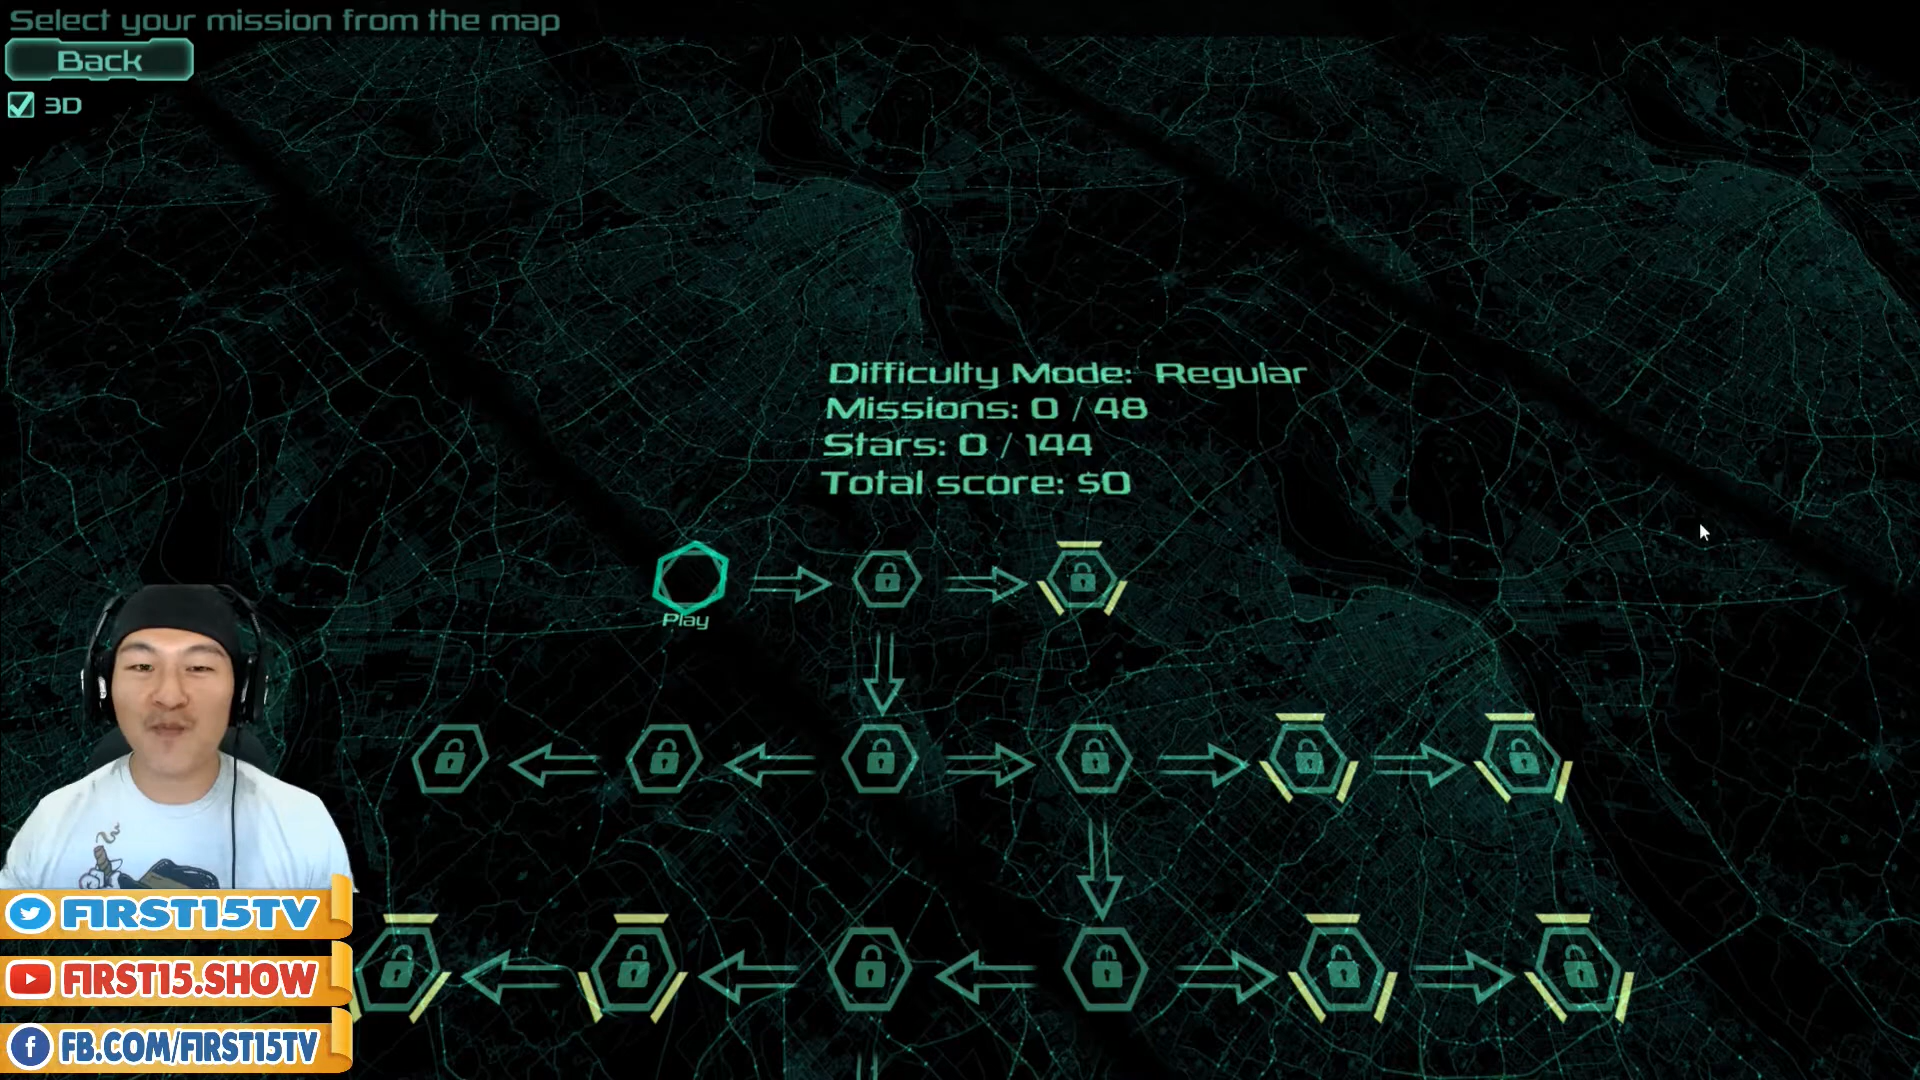 Select your mission from the map
Back
3D
Difficulty Mode: Regular
Missions: 0 / 48
Stars: 0 / 144
Total score: $0
Play
FIRST15TV
FIRST15.SHOW
FB.COM/FIRST15TV